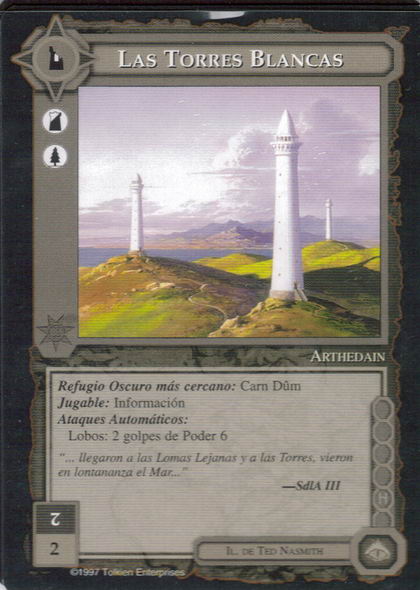 LAS TORRES BLANCAS
ARTHEDAIN
Refugio Oscuro más cercano: Carn Dûm
Jugable: Información
Ataques Automáticos:
Lobos: 2 golpes de Poder 6
"... llegaron a las Lomas Lejanas y a las Torres, vieron
en lontananza el Mar..."
—SdlA III
2
2
IL. DE TED NASMITH
©1997 Tolkien Enterprises
H